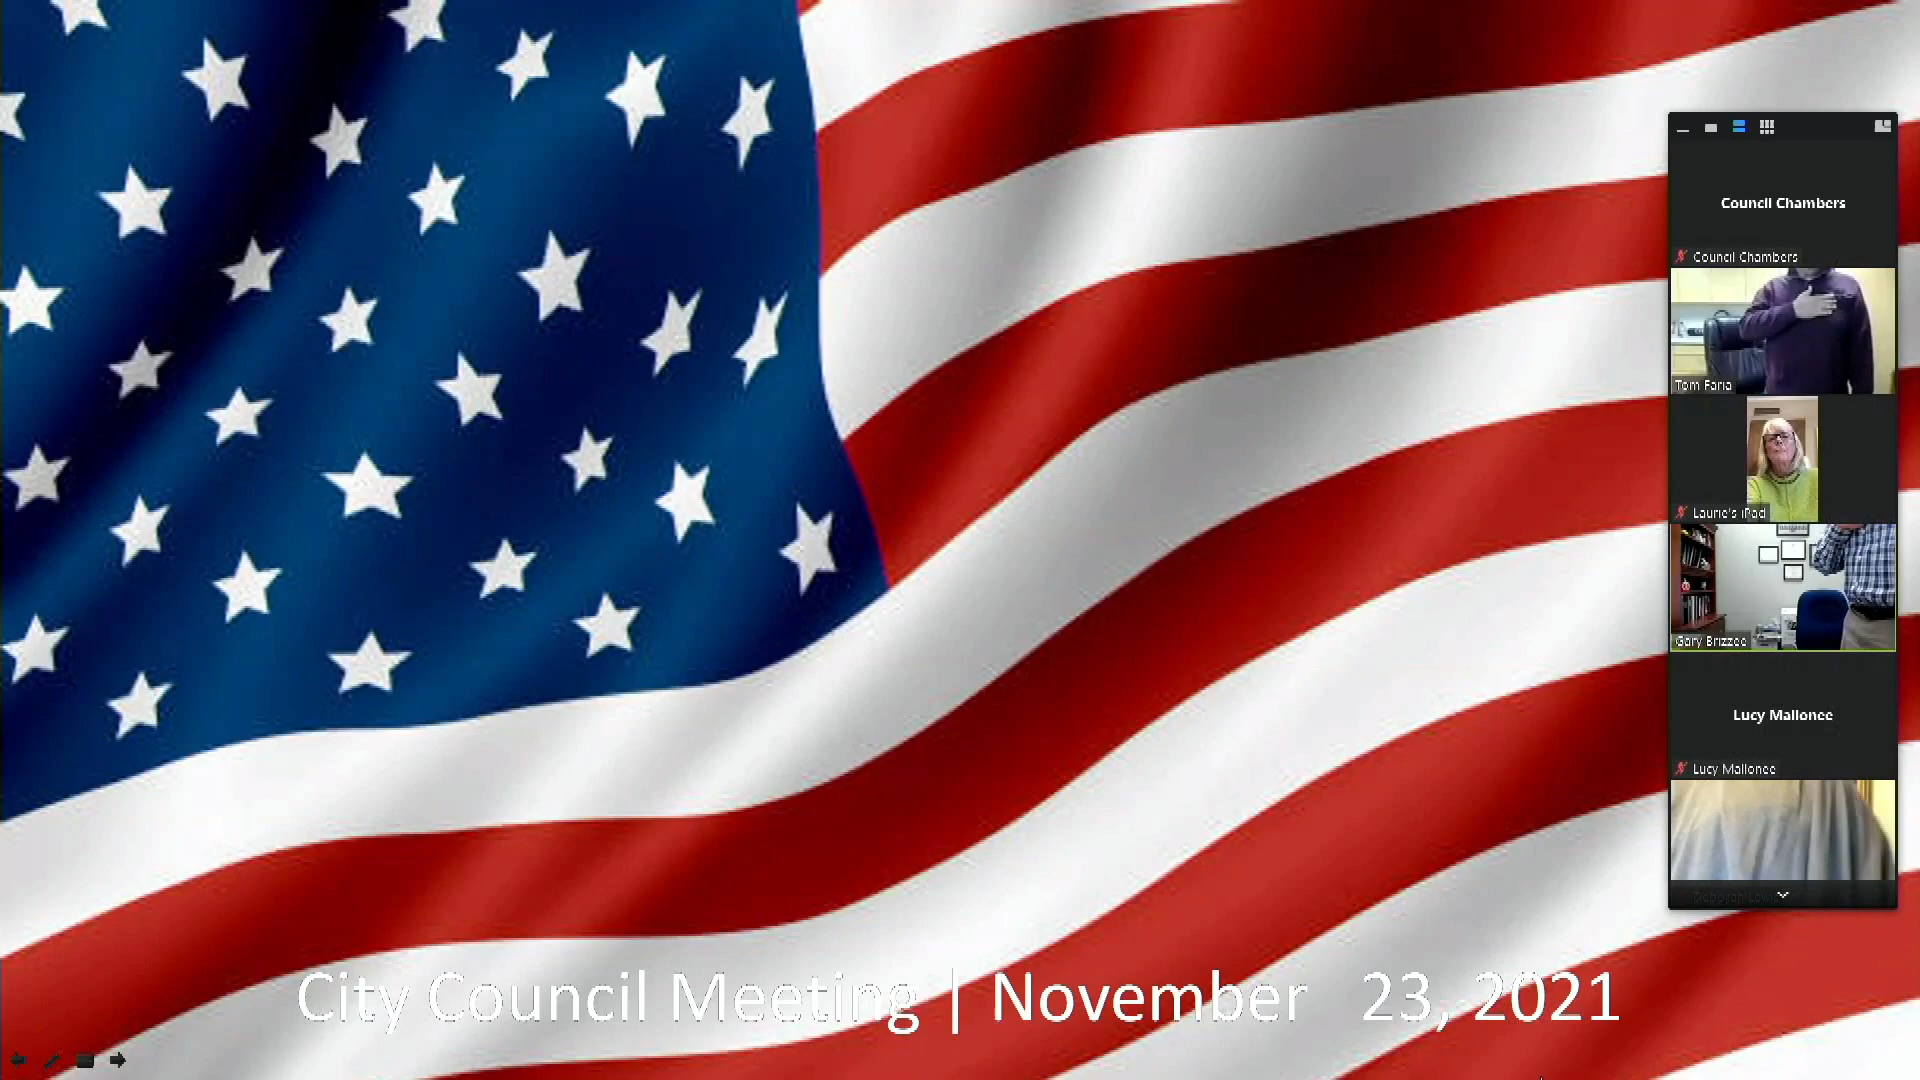 Council Chambers
Council Chambers
Tom Faria
Laurie's iPad
Gary Brizzee
Lucy Mallonee
Lucy Mallonee
City Council Meeting | November 23, 2021